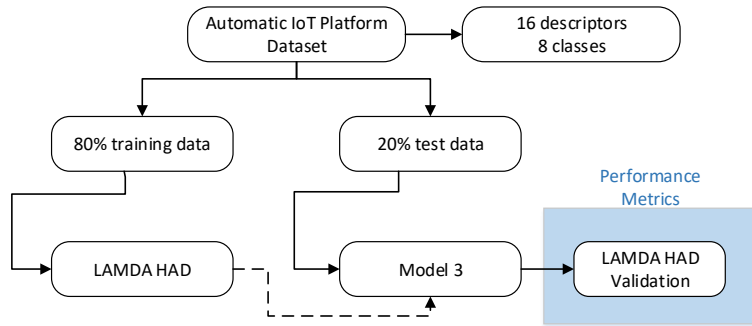 Automatic IoT Platform
Dataset
16 descriptors
8 classes
80% training data
20% test data
Performance
Metrics
LAMDA HAD
Model 3
LAMDA HAD
Validation